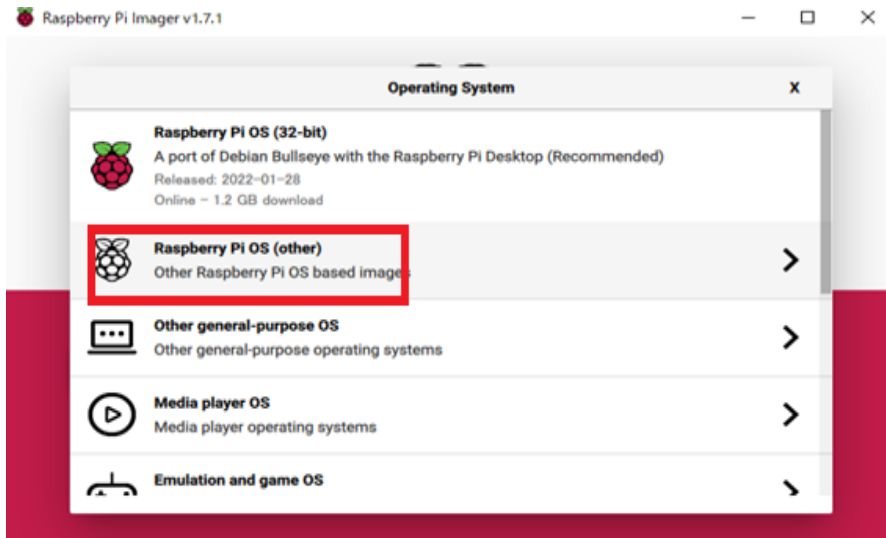 Raspberry Pi Imager v1.7.1
Operating System
X
Raspberry Pi OS (32-bit)
A port of Debian Bullseye with the Raspberry Pi Desktop (Recommended)
Released: 2022-01-28
Online - 1.2 GB download
Raspberry Pi OS (other)
Other Raspberry Pi OS based images
Other general-purpose OS
Other general-purpose operating systems
Media player OS
Media player operating systems
Emulation and game OS